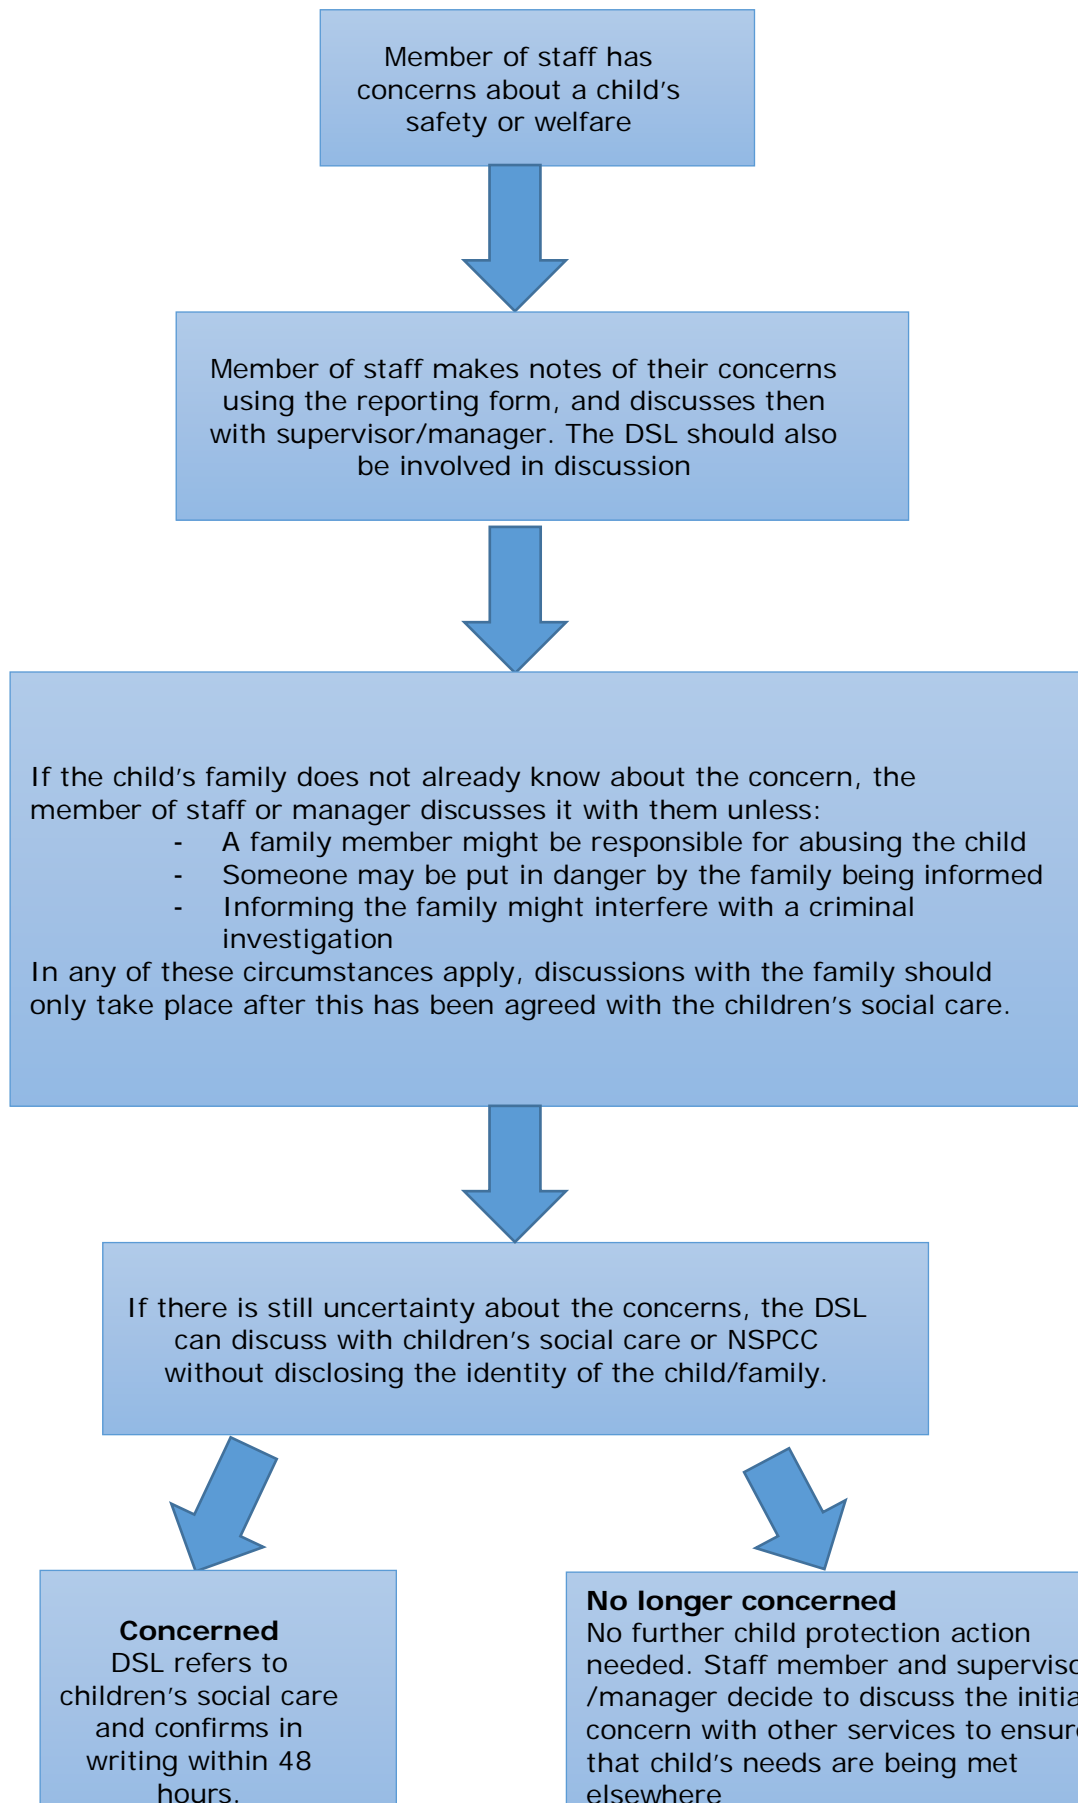 Member of staff has
concerns about a child's
safety or welfare
Member of staff makes notes of their concerns
using the reporting form, and discusses then
with supervisor/manager. The DSL should also
be involved in discussion
If the child's family does not already know about the concern, the
member of staff or manager discusses it with them unless:
- A family member might be responsible for abusing the child
- Someone may be put in danger by the family being informed
- Informing the family might interfere with a criminal
investigation
In any of these circumstances apply, discussions with the family should
only take place after this has been agreed with the children's social care.
If there is still uncertainty about the concerns, the DSL
can discuss with children's social care or NSPCC
without disclosing the identity of the child/family.
Concerned
DSL refers to
children's social care
and confirms in
writing within 48
hours.
No longer concerned
No further child protection action
needed. Staff member and superviso
/manager decide to discuss the initia
concern with other services to ensure
that child's needs are being met
elsewhere